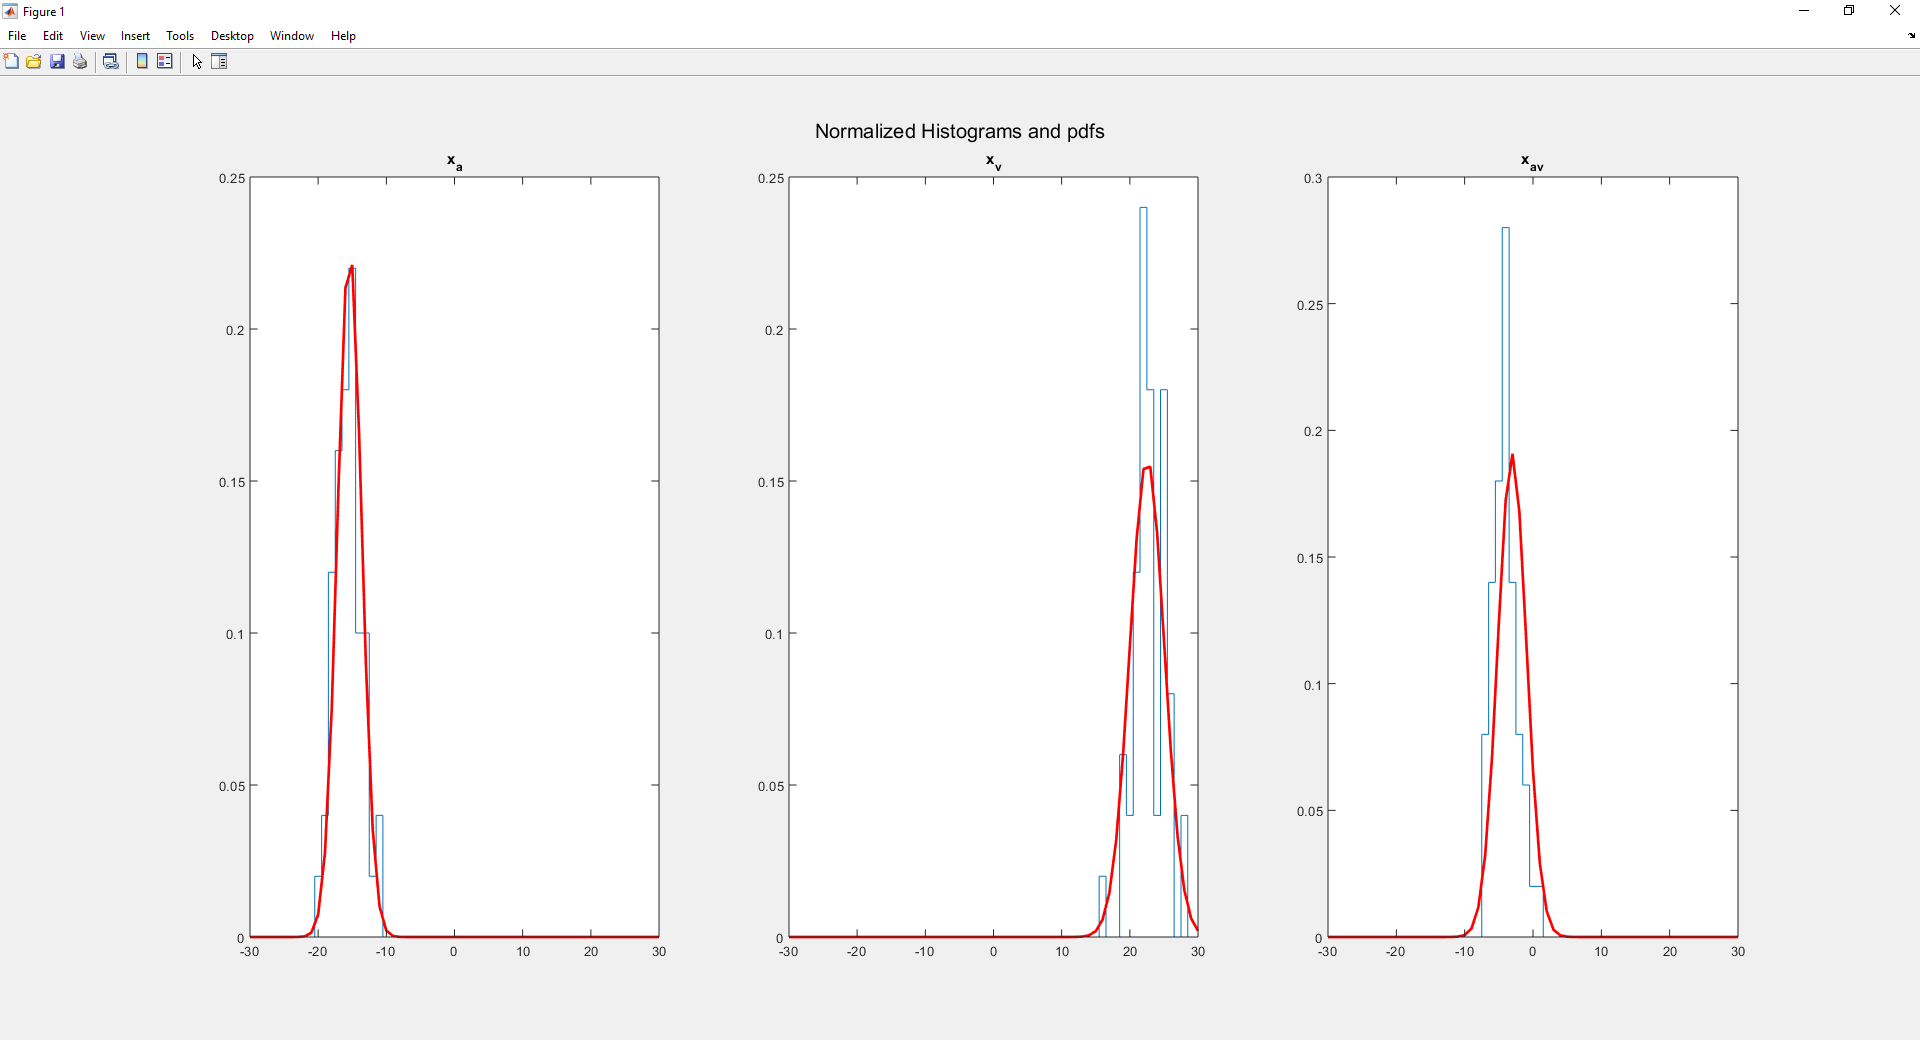 Figure 1
File Edit View Insert Tools Desktop Window Help
Normalized Histograms and pdfs
x_a
0.25
0.2
0.15
0.1
0.05
0
-30 -20 -10 0 10 20 30
x_v
0.25
0.2
0.15
0.1
0.05
0
-30 -20 -10 0 10 20 30
x_av
0.3
0.25
0.2
0.15
0.1
0.05
0
-30 -20 -10 0 10 20 30